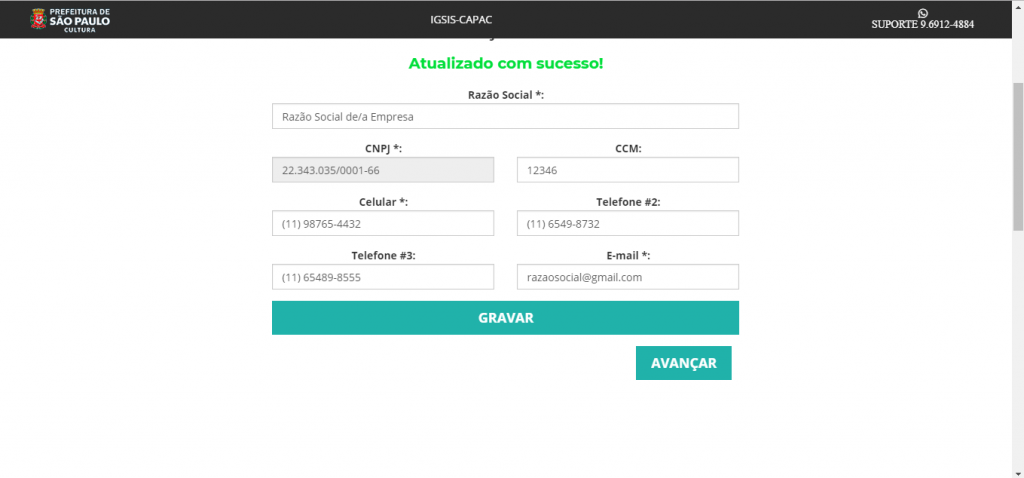 PREFEITURA DE
SÃO PAULO
CULTURA
IGSIS-CAPAC
SUPORTE 9.6912-4884
Atualizado com sucesso!
Razão Social *:
Razão Social de/a Empresa
CNPJ *:
CCM:
22.343.035/0001-66
12346
Celular *:
Telefone #2:
(11) 98765-4432
(11) 6549-8732
Telefone #3:
E-mail *:
(11) 65489-8555
razaosocial@gmail.com
GRAVAR
AVANÇAR